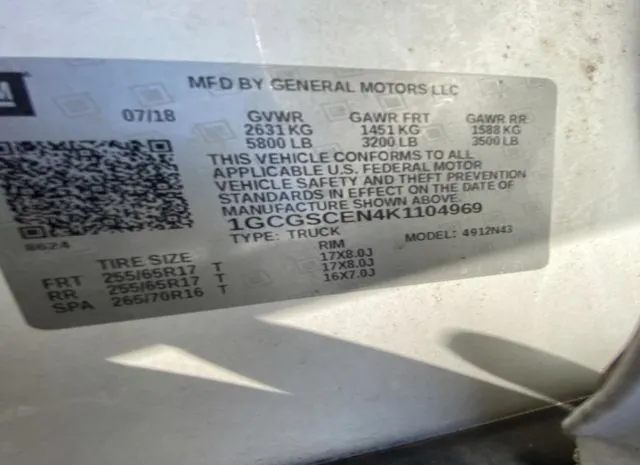 M
MFD BY GENERAL MOTORS LLC
07/18 GVWR GAWR FRT GAWR RR
2631 KG 1451 KG 1588 KG
5800 LB 3200 LB 3500 LB
THIS VEHICLE CONFORMS TO ALL
APPLICABLE U.S. FEDERAL MOTOR
VEHICLE SAFETY AND THEFT PREVENTION
STANDARDS IN EFFECT ON THE DATE OF
MANUFACTURE SHOWN ABOVE.
1GCGSCEN4K1104969
8624
TYPE: TRUCK MODEL: 4912N43
TIRE SIZE RIM
FRT 255/65R17 T 17X8.0J
RR 255/65R17 T 17X8.0J
SPA 265/70R16 T 16X7.0J